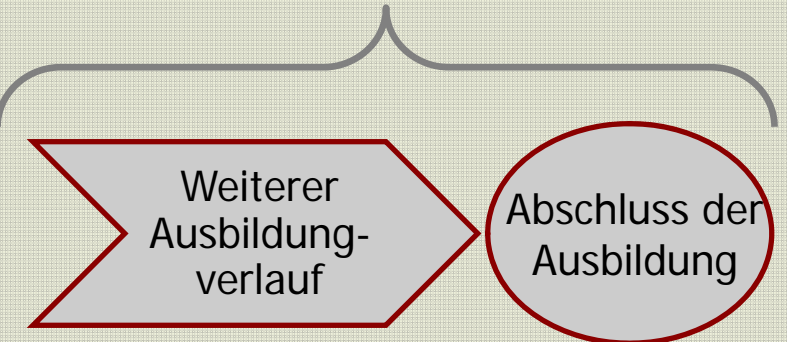 Weiterer
Ausbildung-
verlauf
Abschluss der
Ausbildung